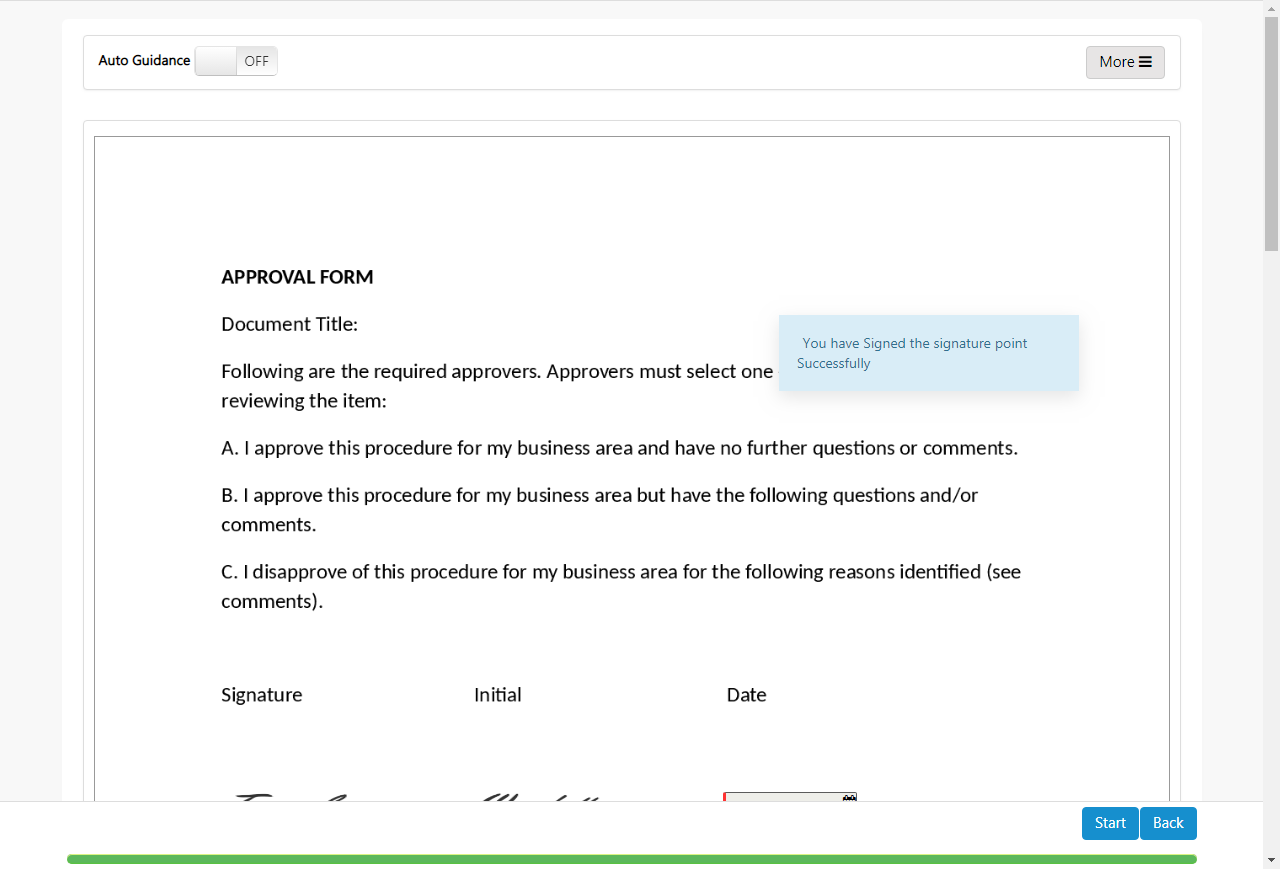 Auto Guidance OFF More
APPROVAL FORM
Document Title:
You have Signed the signature point
Successfully
Following are the required approvers. Approvers must select one
reviewing the item:
A. I approve this procedure for my business area and have no further questions or comments.
B. I approve this procedure for my business area but have the following questions and/or
comments.
C. I disapprove of this procedure for my business area for the following reasons identified (see
comments).
Signature Initial Date
Start Back